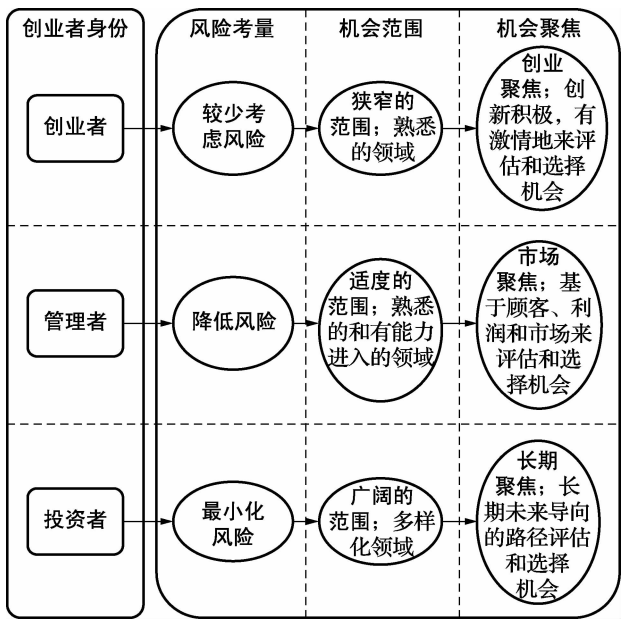 创业者身份
风险考量
机会范围
机会聚焦
创业者
较少考
虑风险
狭窄的
范围；熟悉
的领域
创业
聚焦；创
新积极，有
激情地来评
估和选择
机会
管理者
降低风险
适度的
范围；熟悉
的和有能力
进入的领域
市场
聚焦；基
于顾客、利
润和市场来
评估和选
择机会
投资者
最小化
风险
广阔的
范围；多样
化领域
长期
聚焦；长
期未来导向
的路径评估
和选择
机会